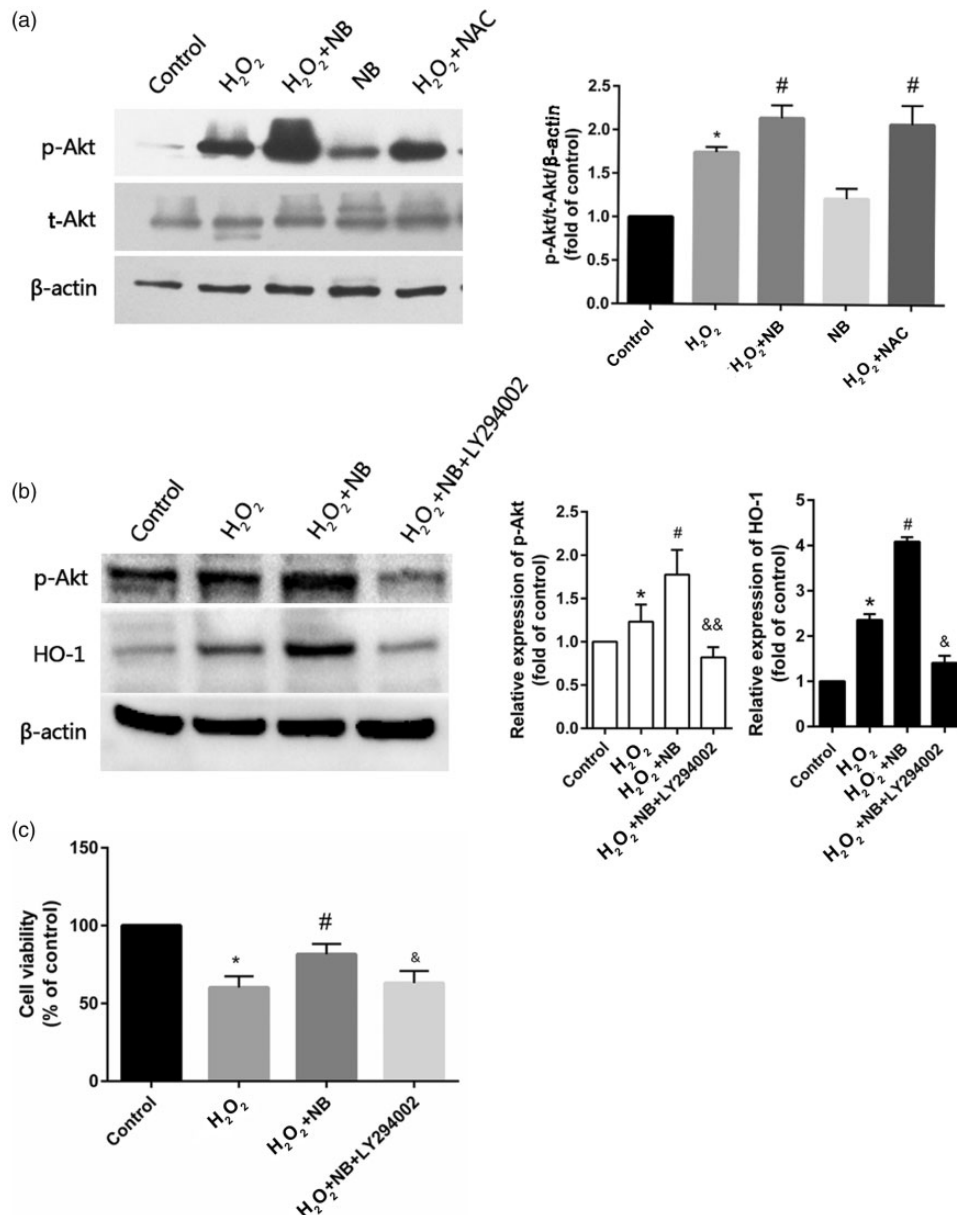 (a)
Control
H₂O₂
H₂O₂+NB
NB
H₂O₂+NAC
p-Akt
t-Akt
β-actin
p-Akt/t-Akt/β-actin
(fold of control)
2.5
2.0
1.5
1.0
0.5
0.0
*
#
#
Control
H₂O₂
H₂O₂+NB
NB
H₂O₂+NAC
(b)
Control
H₂O₂
H₂O₂+NB
H₂O₂+NB+LY294002
p-Akt
HO-1
β-actin
Relative expression of p-Akt
(fold of control)
2.5
2.0
1.5
1.0
0.5
0.0
*
#
&&
Control
H₂O₂
H₂O₂+NB
H₂O₂+NB+LY294002
Relative expression of HO-1
(fold of control)
5
4
3
2
1
0
*
#
&
Control
H₂O₂
H₂O₂+NB
H₂O₂+NB+LY294002
(c)
Cell viability
(% of control)
150
100
50
0
*
#
&
Control
H₂O₂
H₂O₂+NB
H₂O₂+NB+LY294002